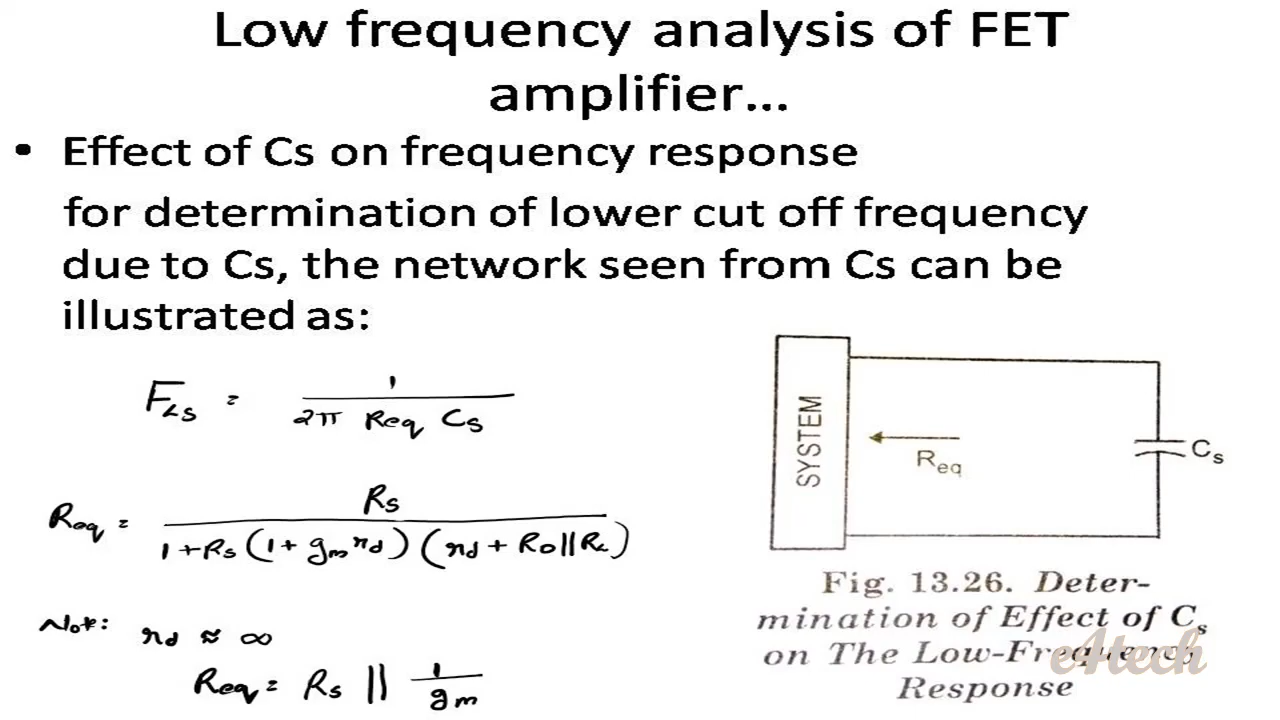 Low frequency analysis of FET
amplifier...
• Effect of Cs on frequency response
for determination of lower cut off frequency
due to Cs, the network seen from Cs can be
illustrated as:
F_LS = 1 / (2π Req Cs)
Req = Rs / (1 + Rs (1 + gm rd) (rd + RD || RL)
Note: rd ≈ ∞
Req = Rs || 1/gm
SYSTEM
Req
Cs
Fig. 13.26. Deter-
mination of Effect of Cs
on The Low-Frequency
Response
e4tech